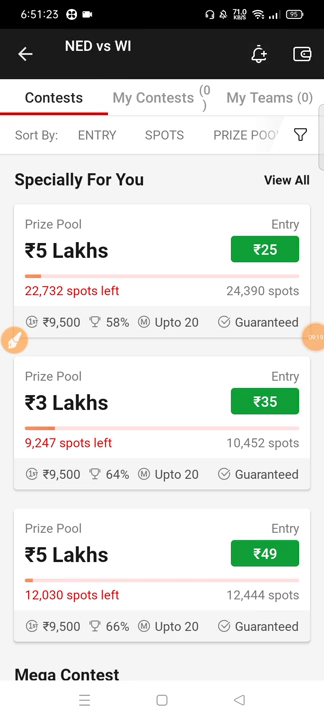 6:51:23 71.0 KB/S 95
NED vs WI
Contests My Contests (0) My Teams (0)
Sort By: ENTRY SPOTS PRIZE POO
Specially For You View All
Prize Pool Entry
₹5 Lakhs ₹25
22,732 spots left 24,390 spots
1st ₹9,500 58% M Upto 20 Guaranteed
Prize Pool Entry
₹3 Lakhs ₹35
9,247 spots left 10,452 spots
1st ₹9,500 64% M Upto 20 Guaranteed
Prize Pool Entry
₹5 Lakhs ₹49
12,030 spots left 12,444 spots
1st ₹9,500 66% M Upto 20 Guaranteed
Mega Contest